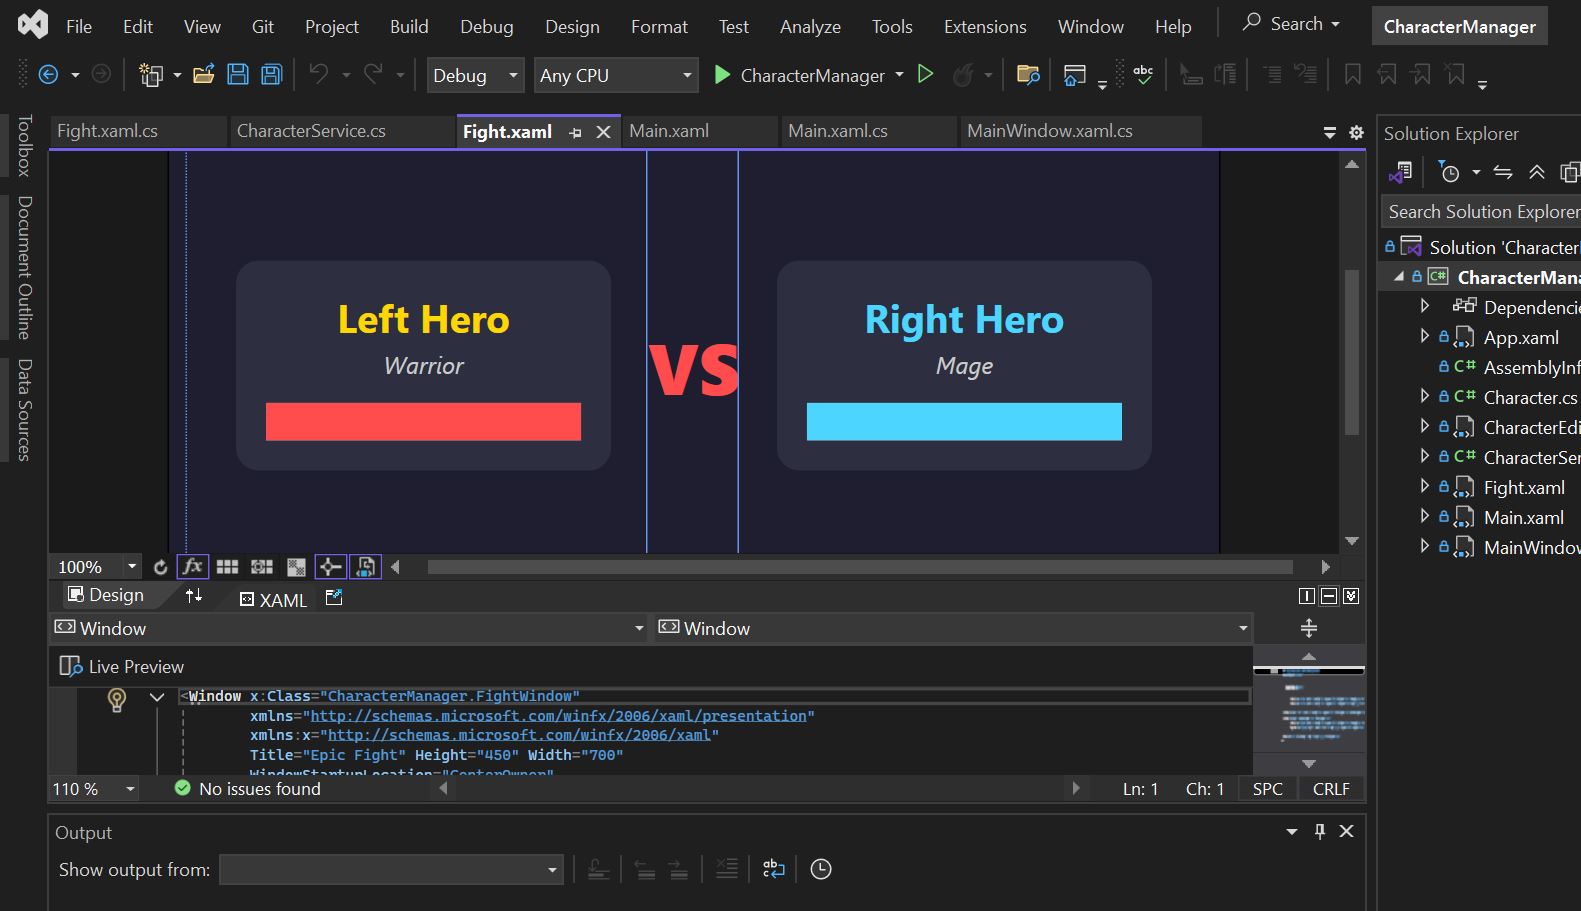 File Edit View Git Project Build Debug Design Format Test Analyze Tools Extensions Window Help Search CharacterManager
Debug Any CPU CharacterManager abc
Fight.xaml.cs CharacterService.cs Fight.xaml Main.xaml Main.xaml.cs MainWindow.xaml.cs
Toolbox
Document Outline
Data Sources
Left Hero
Warrior
VS
Right Hero
Mage
100% fx
Design XAML
Window Window
Live Preview
<Window x:Class="CharacterManager.FightWindow"
xmlns="http://schemas.microsoft.com/winfx/2006/xaml/presentation"
xmlns:x="http://schemas.microsoft.com/winfx/2006/xaml"
Title="Epic Fight" Height="450" Width="700"
WindowStartupLocation="CenterOwner"
110 % No issues found Ln: 1 Ch: 1 SPC CRLF
Output
Show output from:
Solution Explorer
Search Solution Explorer
Solution 'Character
C# CharacterMana
Dependencie
App.xaml
C# AssemblyInf
C# Character.cs
CharacterEdi
C# CharacterSer
Fight.xaml
Main.xaml
MainWindow